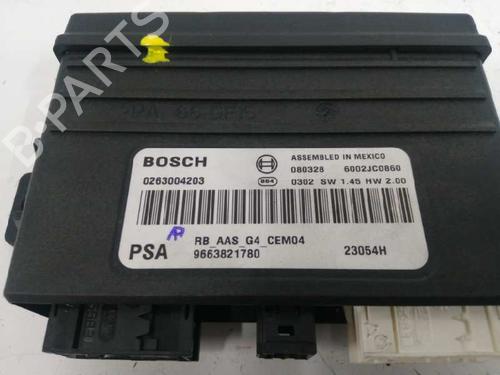 BOSCH
ASSEMBLED IN MEXICO
080328 6002JC0860
0263004203
864 0302 SW 1.45 HW 2.00
PSA
RB_AAS_G4_CEM04
9663821780
23054H
B-PARTS